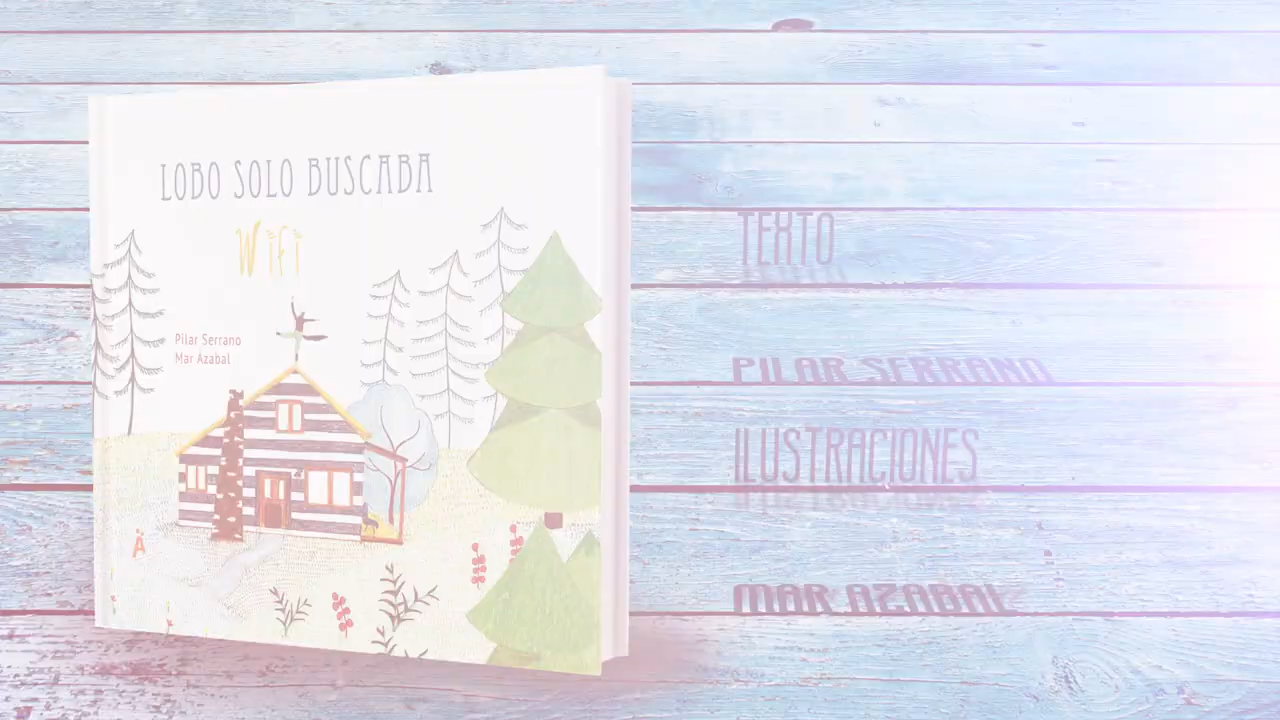 LOBO SOLO BUSCABA
Wifi
Pilar Serrano
Mar Azabal
Ä
TEXTO
PILAR SERRANO
ILUSTRACIONES
MAR AZABAL